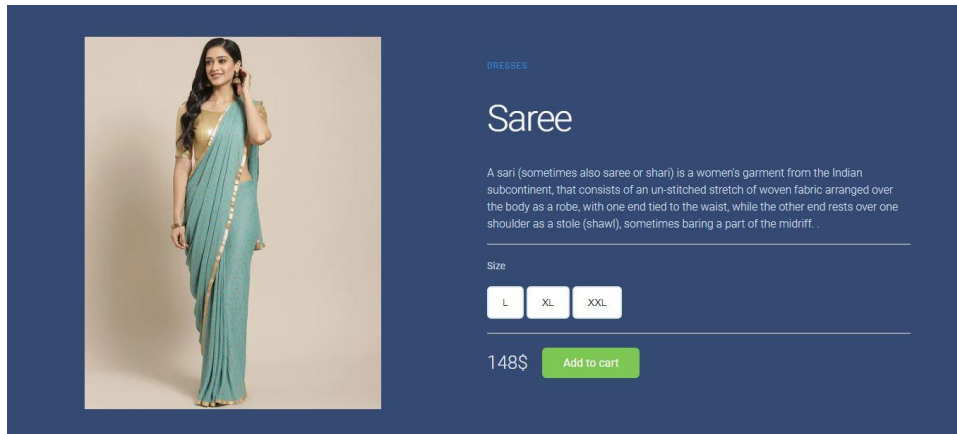 DRESSES
Saree
A sari (sometimes also saree or shari) is a women's garment from the Indian
subcontinent, that consists of an un-stitched stretch of woven fabric arranged over
the body as a robe, with one end tied to the waist, while the other end rests over one
shoulder as a stole (shawl), sometimes baring a part of the midriff. .
Size
L XL XXL
148$ Add to cart